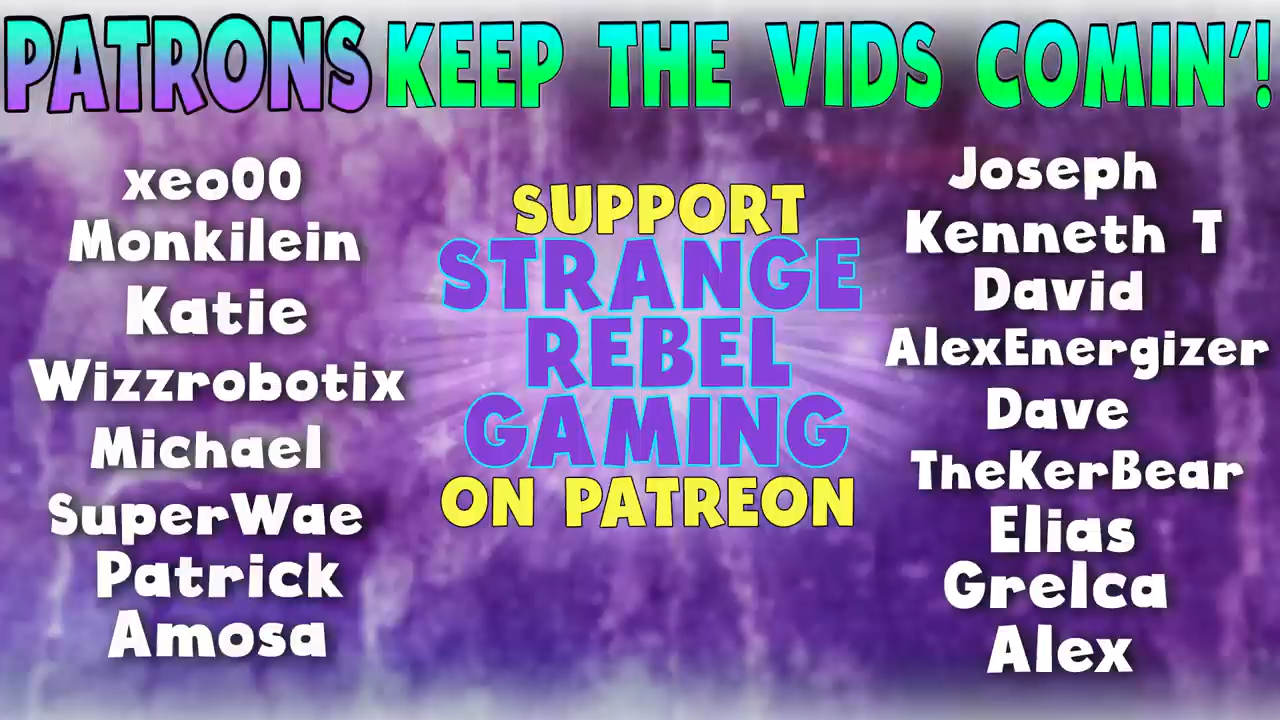 PATRONS KEEP THE VIDS COMIN'!
xeo00
Monkilein
Katie
Wizzrobotix
Michael
SuperWae
Patrick
Amosa
SUPPORT
STRANGE
REBEL
GAMING
ON PATREON
Joseph
Kenneth T
David
AlexEnergizer
Dave
TheKerBear
Elias
Grelca
Alex